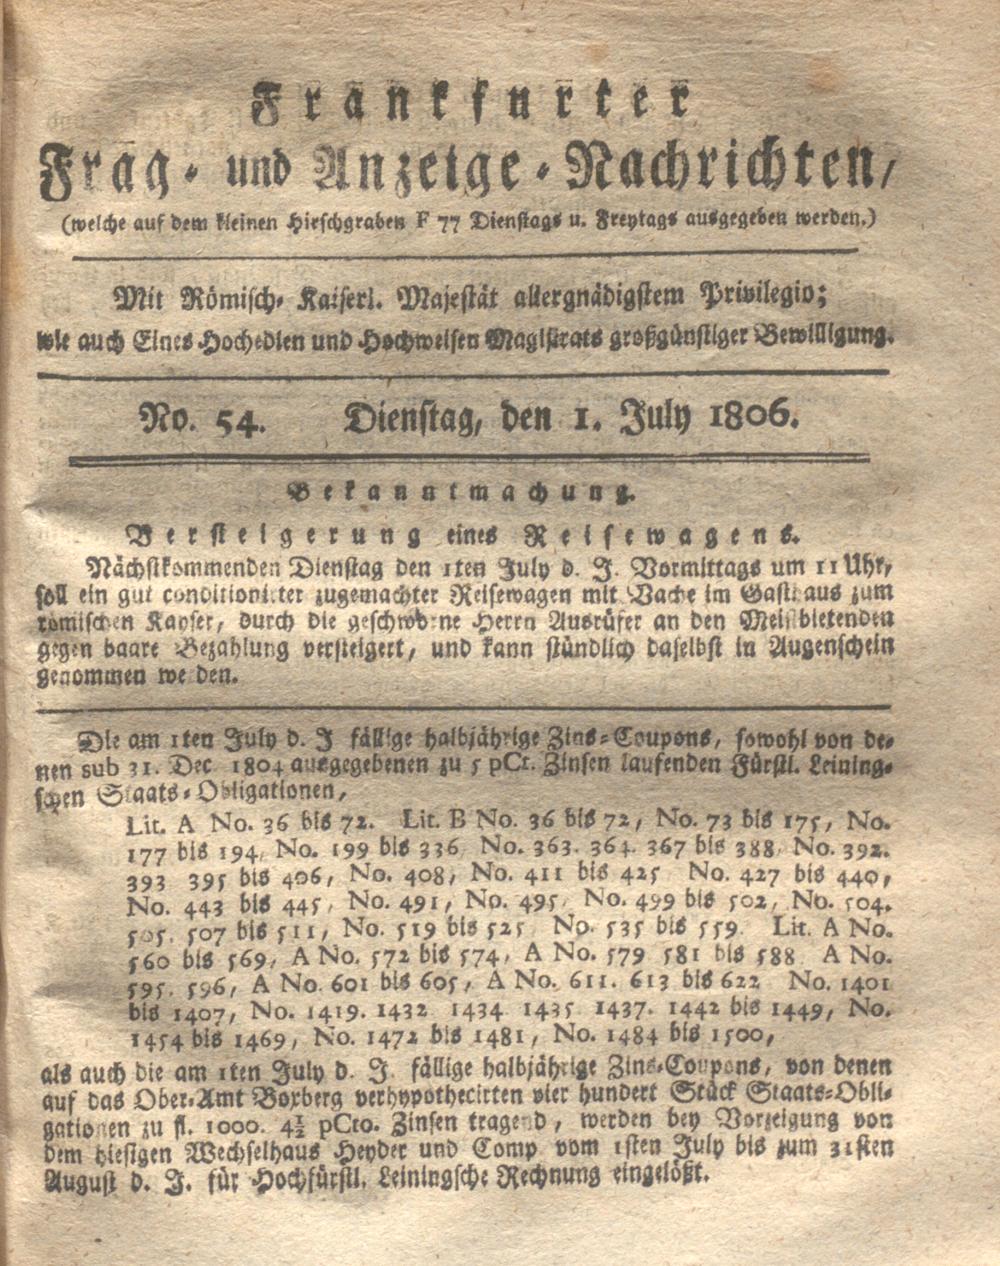 Frankfurter
Frag- und Anzeige-Nachrichten,
(welche auf dem kleinen Hirschgraben F 77 Dienstags u. Freytags ausgegeben werden.)
Mit Römisch-Kaiserl. Majestät allergnädigstem Privilegio;
wie auch Eines Hochedlen und Hochweisen Magistrats großgünstiger Bewilligung.
No. 54. Dienstag, den 1. July 1806.
Bekanntmachung.
Versteigerung eines Reisewagens.
Nächstkommenden Dienstag den 1ten July d. J. Vormittags um 11 Uhr,
soll ein gut conditionirter zugemachter Reisewagen mit Vache im Gasthaus zum
römischen Kayser, durch die geschworne Herrn Ausrüfer an den Meistbietenden
gegen baare Bezahlung versteigert, und kann stündlich daselbst in Augenschein
genommen werden.
Die am 1ten July d. J fällige halbjährige Zins-Coupons, sowohl von de-
nen sub 31. Dec 1804 ausgegebenen zu 5 pCt. Zinsen laufenden Fürstl. Leining-
schen Staats-Obligationen,
Lit. A No. 36 bis 72. Lit. B No. 36 bis 72, No. 73 bis 175, No.
177 bis 194, No. 199 bis 336, No. 363. 364. 367 bis 388, No. 392.
393 395 bis 406, No. 408, No. 411 bis 425 No. 427 bis 440,
No. 443 bis 445, No. 491, No. 495, No. 499 bis 502, No. 504.
505. 507 bis 511, No. 519 bis 525 No. 535 bis 559. Lit. A No.
560 bis 569, A No. 572 bis 574, A No. 579 581 bis 588 A No.
595. 596, A No. 601 bis 605, A No. 611. 613 bis 622 No. 1401
bis 1407, No. 1419. 1432 1434 1435 1437. 1442 bis 1449, No.
1454 bis 1469, No. 1472 bis 1481, No. 1484 bis 1500,
als auch die am 1ten July d. J. fällige halbjährige Zins-Coupons, von denen
auf das Ober-Amt Boxberg verhypothecirten vier hundert Stück Staats-Obli-
gationen zu fl. 1000. 4½ pCto. Zinsen tragend, werden bey Vorzeigung von
dem hiesigen Wechselhaus Heyder und Comp vom 1sten July bis zum 31sten
August d. J. für Hochfürstl. Leiningsche Rechnung eingelößt.